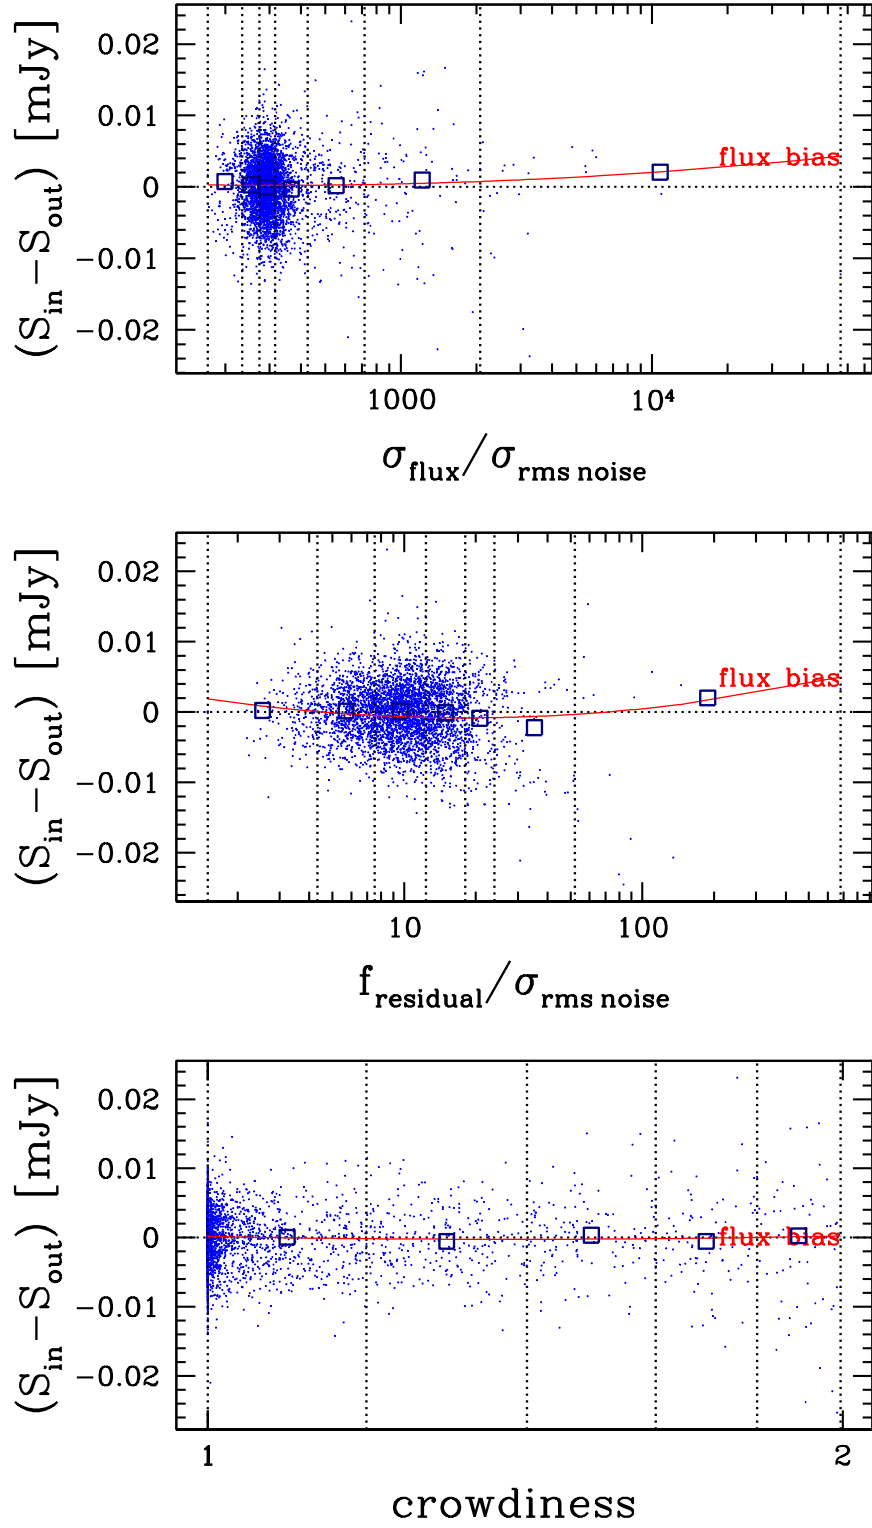 (S_in − S_out) [mJy]
0.02
0.01
0
−0.01
−0.02
flux bias
1000 10⁴
σ_flux/σ_rms noise
(S_in − S_out) [mJy]
0.02
0.01
0
−0.01
−0.02
flux bias
10 100
f_residual/σ_rms noise
(S_in − S_out) [mJy]
0.02
0.01
0
−0.01
−0.02
flux bias
1 2
crowdiness